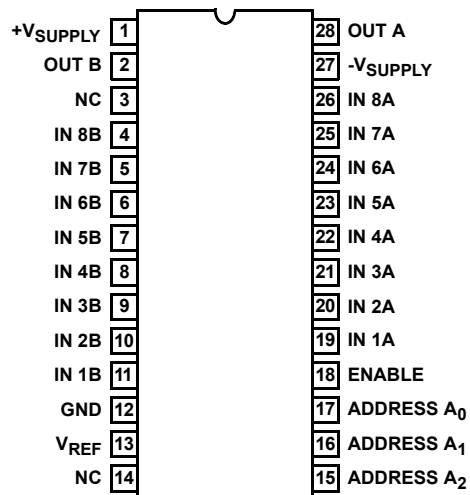 +VSUPPLY 1 28 OUT A
OUT B 2 27 -VSUPPLY
NC 3 26 IN 8A
IN 8B 4 25 IN 7A
IN 7B 5 24 IN 6A
IN 6B 6 23 IN 5A
IN 5B 7 22 IN 4A
IN 4B 8 21 IN 3A
IN 3B 9 20 IN 2A
IN 2B 10 19 IN 1A
IN 1B 11 18 ENABLE
GND 12 17 ADDRESS A0
VREF 13 16 ADDRESS A1
NC 14 15 ADDRESS A2